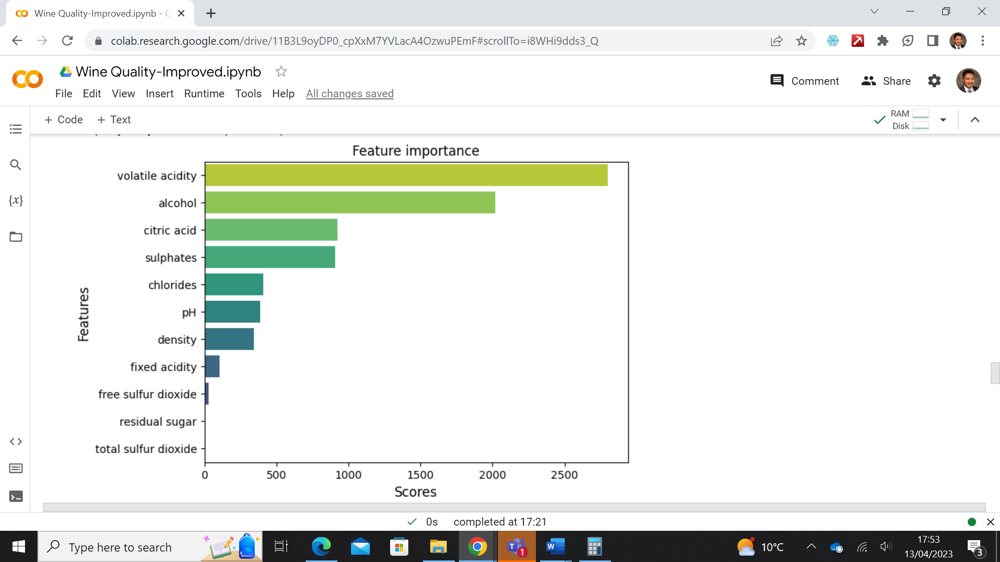 Wine Quality-Improved.ipynb - C
colab.research.google.com/drive/11B3L9oyDP0_cpXxM7YVLacA4OzwuPEmF#scrollTo=i8WHi9dds3_Q
Wine Quality-Improved.ipynb
Comment
Share
File Edit View Insert Runtime Tools Help All changes saved
+ Code + Text
RAM
Disk
{x}
Feature importance
volatile acidity
alcohol
citric acid
sulphates
chlorides
pH
density
fixed acidity
free sulfur dioxide
residual sugar
total sulfur dioxide
Features
0 500 1000 1500 2000 2500
Scores
0s completed at 17:21
Type here to search
T 1
W
10°C
17:53
13/04/2023
3